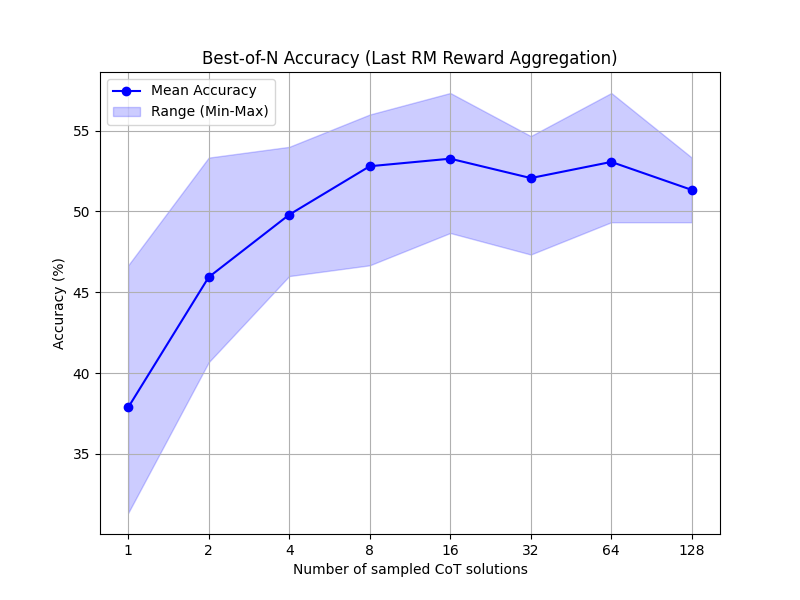 Best-of-N Accuracy (Last RM Reward Aggregation)
Mean Accuracy
Range (Min-Max)
Accuracy (%)
55
50
45
40
35
1 2 4 8 16 32 64 128
Number of sampled CoT solutions